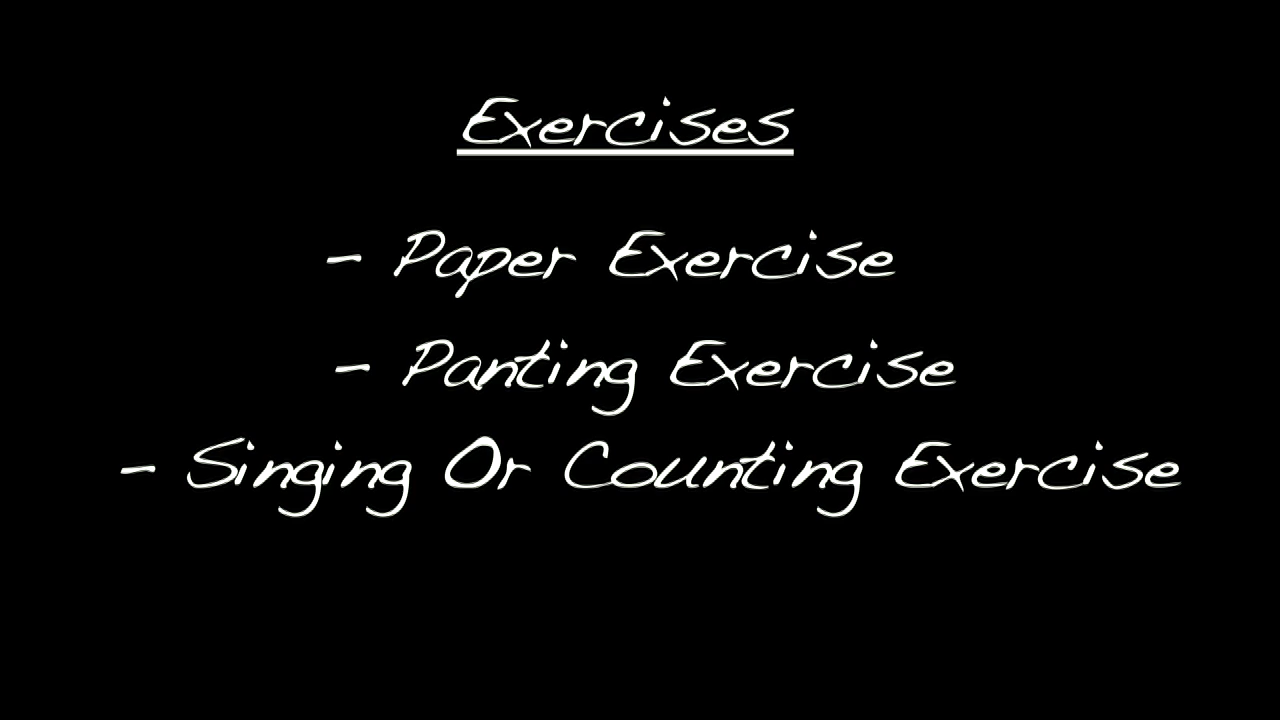 Exercises
- Paper Exercise
- Panting Exercise
- Singing Or Counting Exercise